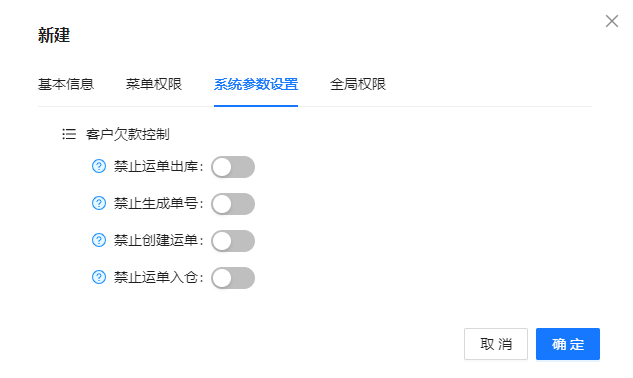 新建
基本信息 菜单权限 系统参数设置 全局权限
客户欠款控制
禁止运单出库:
禁止生成单号:
禁止创建运单:
禁止运单入仓:
取 消 确 定